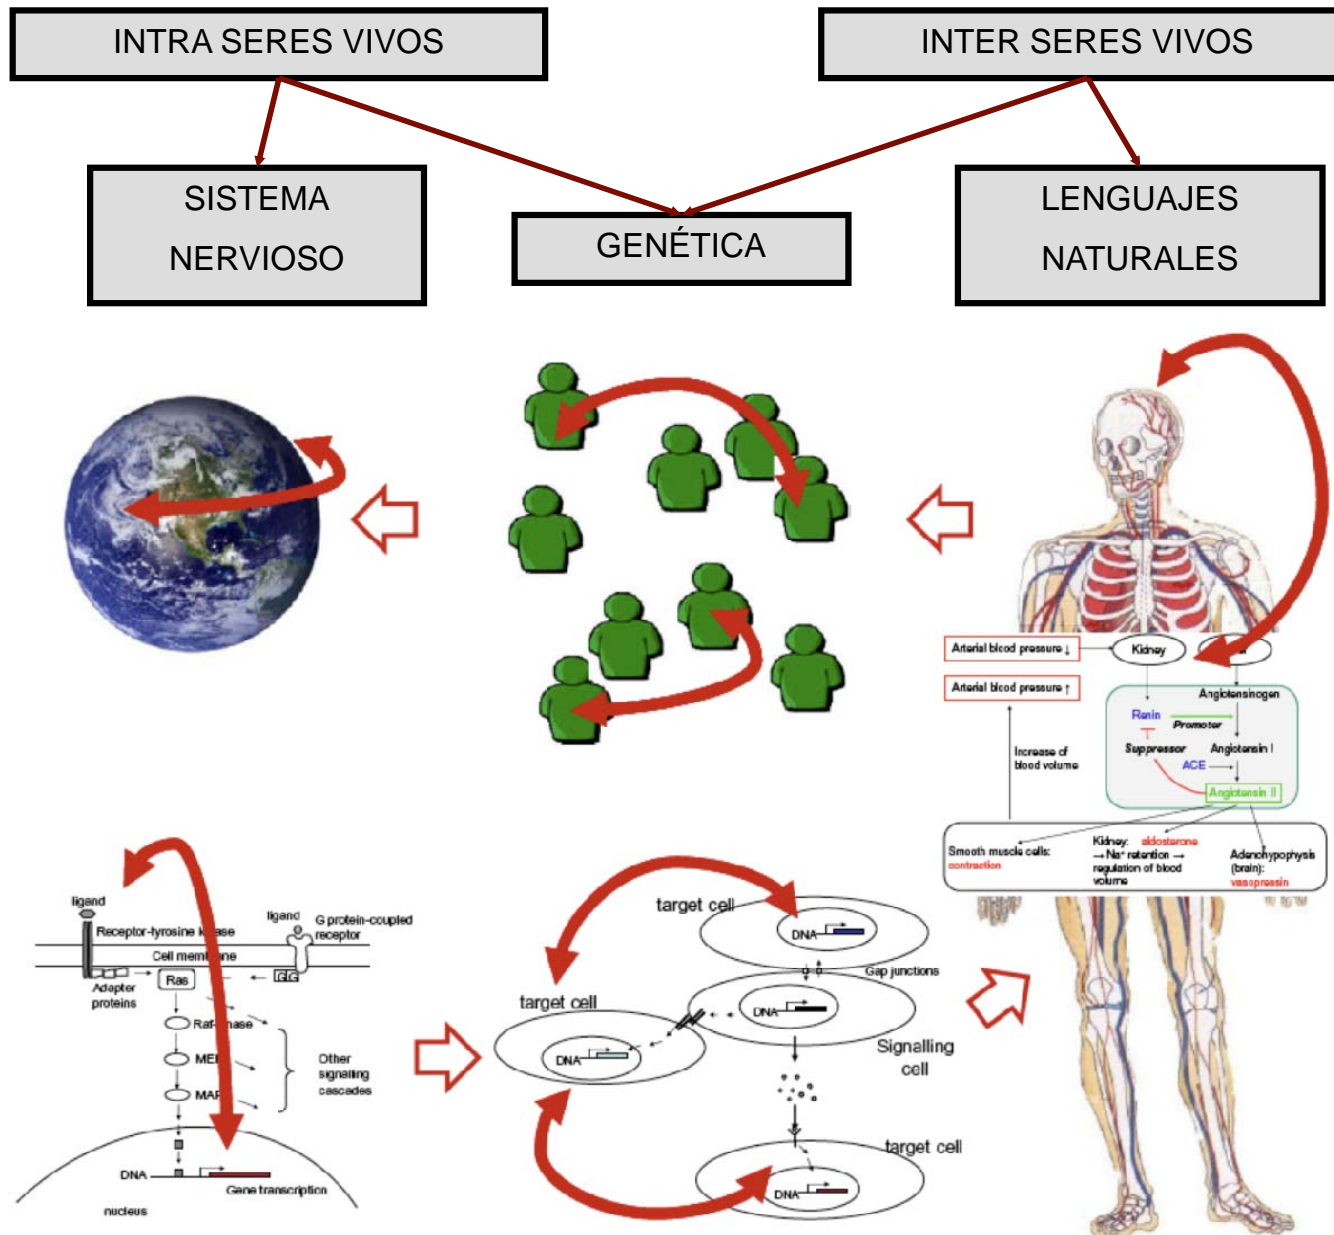 INTRA SERES VIVOS
INTER SERES VIVOS
SISTEMA
NERVIOSO
GENÉTICA
LENGUAJES
NATURALES
Arterial blood pressure ↓
Kidney
Arterial blood pressure ↑
Angiotensinogen
Renin
Promoter
Suppressor
Angiotensin I
ACE
Angiotensin II
Increase of
blood volume
Smooth muscle cells:
contraction
Kidney: aldosterone
→ Na⁺ retention →
regulation of blood
volume
Adenohypophysis
(brain):
vasopressin
ligand
Receptor-tyrosine
ligand
G protein-coupled
receptor
Cell membrane
Adapter
proteins
Ras
GG
Other
signalling
cascades
DNA
Gene transcription
nucleus
target cell
DNA
Gap junctions
target cell
DNA
DNA
Signalling
cell
target cell
DNA